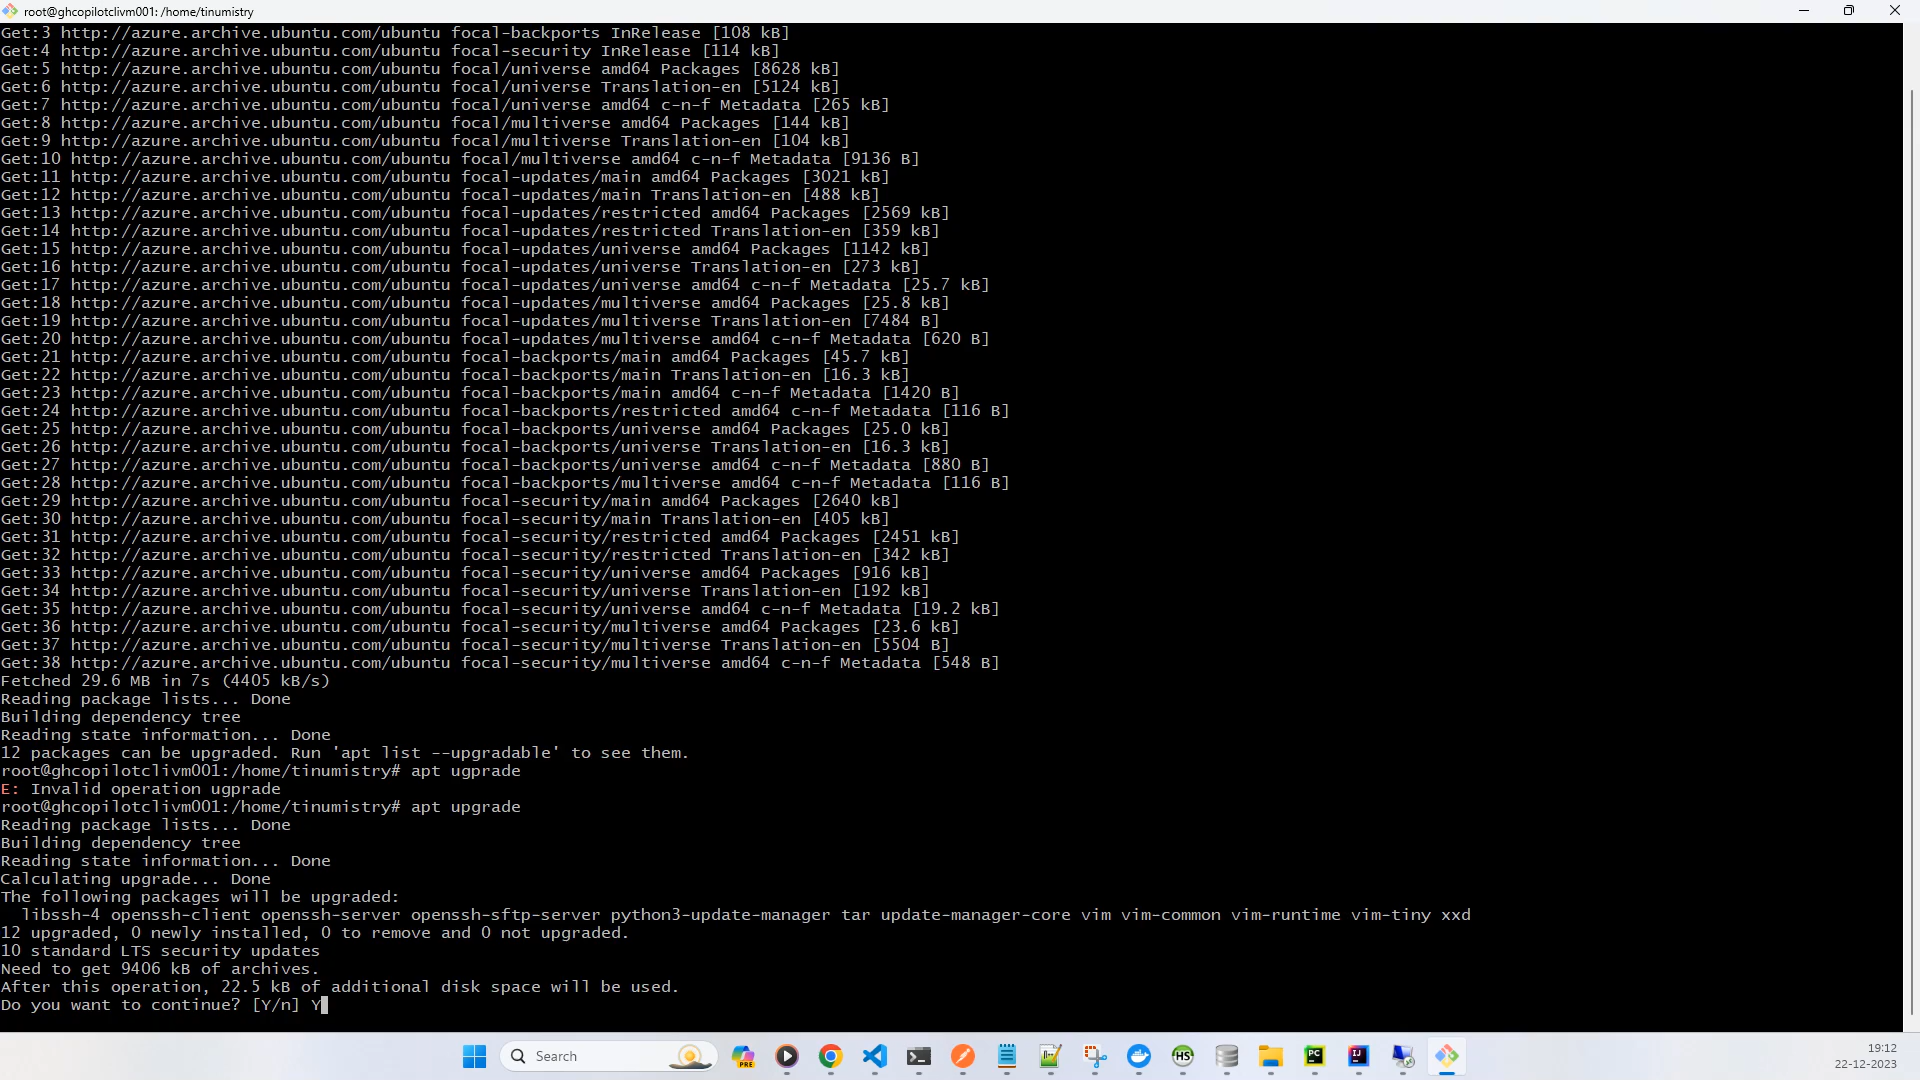 root@ghcopilotclivm001: /home/tinumistry
Get:3 http://azure.archive.ubuntu.com/ubuntu focal-backports InRelease [108 kB]
Get:4 http://azure.archive.ubuntu.com/ubuntu focal-security InRelease [114 kB]
Get:5 http://azure.archive.ubuntu.com/ubuntu focal/universe amd64 Packages [8628 kB]
Get:6 http://azure.archive.ubuntu.com/ubuntu focal/universe Translation-en [5124 kB]
Get:7 http://azure.archive.ubuntu.com/ubuntu focal/universe amd64 c-n-f Metadata [265 kB]
Get:8 http://azure.archive.ubuntu.com/ubuntu focal/multiverse amd64 Packages [144 kB]
Get:9 http://azure.archive.ubuntu.com/ubuntu focal/multiverse Translation-en [104 kB]
Get:10 http://azure.archive.ubuntu.com/ubuntu focal/multiverse amd64 c-n-f Metadata [9136 B]
Get:11 http://azure.archive.ubuntu.com/ubuntu focal-updates/main amd64 Packages [3021 kB]
Get:12 http://azure.archive.ubuntu.com/ubuntu focal-updates/main Translation-en [488 kB]
Get:13 http://azure.archive.ubuntu.com/ubuntu focal-updates/restricted amd64 Packages [2569 kB]
Get:14 http://azure.archive.ubuntu.com/ubuntu focal-updates/restricted Translation-en [359 kB]
Get:15 http://azure.archive.ubuntu.com/ubuntu focal-updates/universe amd64 Packages [1142 kB]
Get:16 http://azure.archive.ubuntu.com/ubuntu focal-updates/universe Translation-en [273 kB]
Get:17 http://azure.archive.ubuntu.com/ubuntu focal-updates/universe amd64 c-n-f Metadata [25.7 kB]
Get:18 http://azure.archive.ubuntu.com/ubuntu focal-updates/multiverse amd64 Packages [25.8 kB]
Get:19 http://azure.archive.ubuntu.com/ubuntu focal-updates/multiverse Translation-en [7484 B]
Get:20 http://azure.archive.ubuntu.com/ubuntu focal-updates/multiverse amd64 c-n-f Metadata [620 B]
Get:21 http://azure.archive.ubuntu.com/ubuntu focal-backports/main amd64 Packages [45.7 kB]
Get:22 http://azure.archive.ubuntu.com/ubuntu focal-backports/main Translation-en [16.3 kB]
Get:23 http://azure.archive.ubuntu.com/ubuntu focal-backports/main amd64 c-n-f Metadata [1420 B]
Get:24 http://azure.archive.ubuntu.com/ubuntu focal-backports/restricted amd64 c-n-f Metadata [116 B]
Get:25 http://azure.archive.ubuntu.com/ubuntu focal-backports/universe amd64 Packages [25.0 kB]
Get:26 http://azure.archive.ubuntu.com/ubuntu focal-backports/universe Translation-en [16.3 kB]
Get:27 http://azure.archive.ubuntu.com/ubuntu focal-backports/universe amd64 c-n-f Metadata [880 B]
Get:28 http://azure.archive.ubuntu.com/ubuntu focal-backports/multiverse amd64 c-n-f Metadata [116 B]
Get:29 http://azure.archive.ubuntu.com/ubuntu focal-security/main amd64 Packages [2640 kB]
Get:30 http://azure.archive.ubuntu.com/ubuntu focal-security/main Translation-en [405 kB]
Get:31 http://azure.archive.ubuntu.com/ubuntu focal-security/restricted amd64 Packages [2451 kB]
Get:32 http://azure.archive.ubuntu.com/ubuntu focal-security/restricted Translation-en [342 kB]
Get:33 http://azure.archive.ubuntu.com/ubuntu focal-security/universe amd64 Packages [916 kB]
Get:34 http://azure.archive.ubuntu.com/ubuntu focal-security/universe Translation-en [192 kB]
Get:35 http://azure.archive.ubuntu.com/ubuntu focal-security/universe amd64 c-n-f Metadata [19.2 kB]
Get:36 http://azure.archive.ubuntu.com/ubuntu focal-security/multiverse amd64 Packages [23.6 kB]
Get:37 http://azure.archive.ubuntu.com/ubuntu focal-security/multiverse Translation-en [5504 B]
Get:38 http://azure.archive.ubuntu.com/ubuntu focal-security/multiverse amd64 c-n-f Metadata [548 B]
Fetched 29.6 MB in 7s (4405 kB/s)
Reading package lists... Done
Building dependency tree
Reading state information... Done
12 packages can be upgraded. Run 'apt list --upgradable' to see them.
root@ghcopilotclivm001:/home/tinumistry# apt ugprade
E: Invalid operation ugprade
root@ghcopilotclivm001:/home/tinumistry# apt upgrade
Reading package lists... Done
Building dependency tree
Reading state information... Done
Calculating upgrade... Done
The following packages will be upgraded:
libssh-4 openssh-client openssh-server openssh-sftp-server python3-update-manager tar update-manager-core vim vim-common vim-runtime vim-tiny xxd
12 upgraded, 0 newly installed, 0 to remove and 0 not upgraded.
10 standard LTS security updates
Need to get 9406 kB of archives.
After this operation, 22.5 kB of additional disk space will be used.
Do you want to continue? [Y/n] Y
Search
PRE
HS
PC
IJ
19:12
22-12-2023